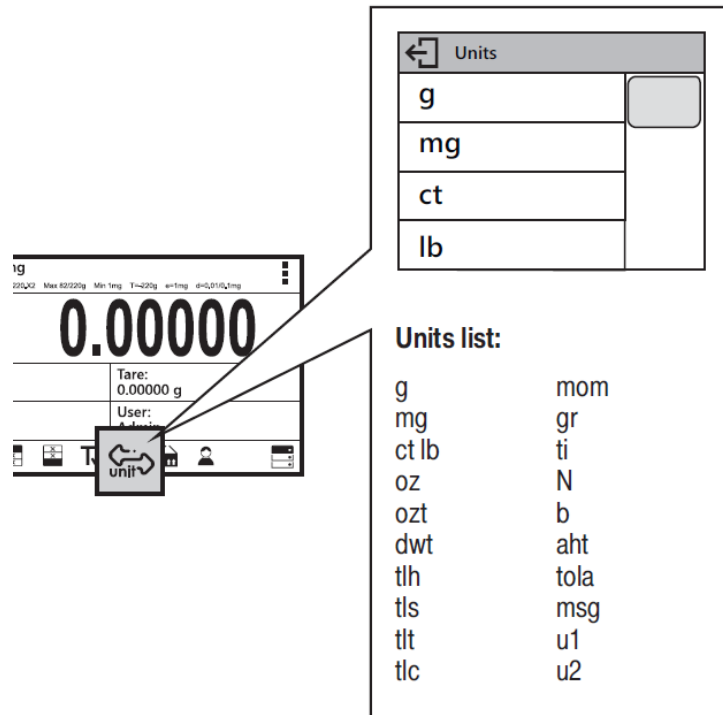 Units
g
mg
ct
lb
Max 82/220g Min 1mg T=-220g e=1mg d=0,01/0,1mg
0.00000
Tare:
0.00000 g
User:
unit
Units list:
g mom
mg gr
ct lb ti
oz N
ozt b
dwt aht
tlh tola
tls msg
tlt u1
tlc u2